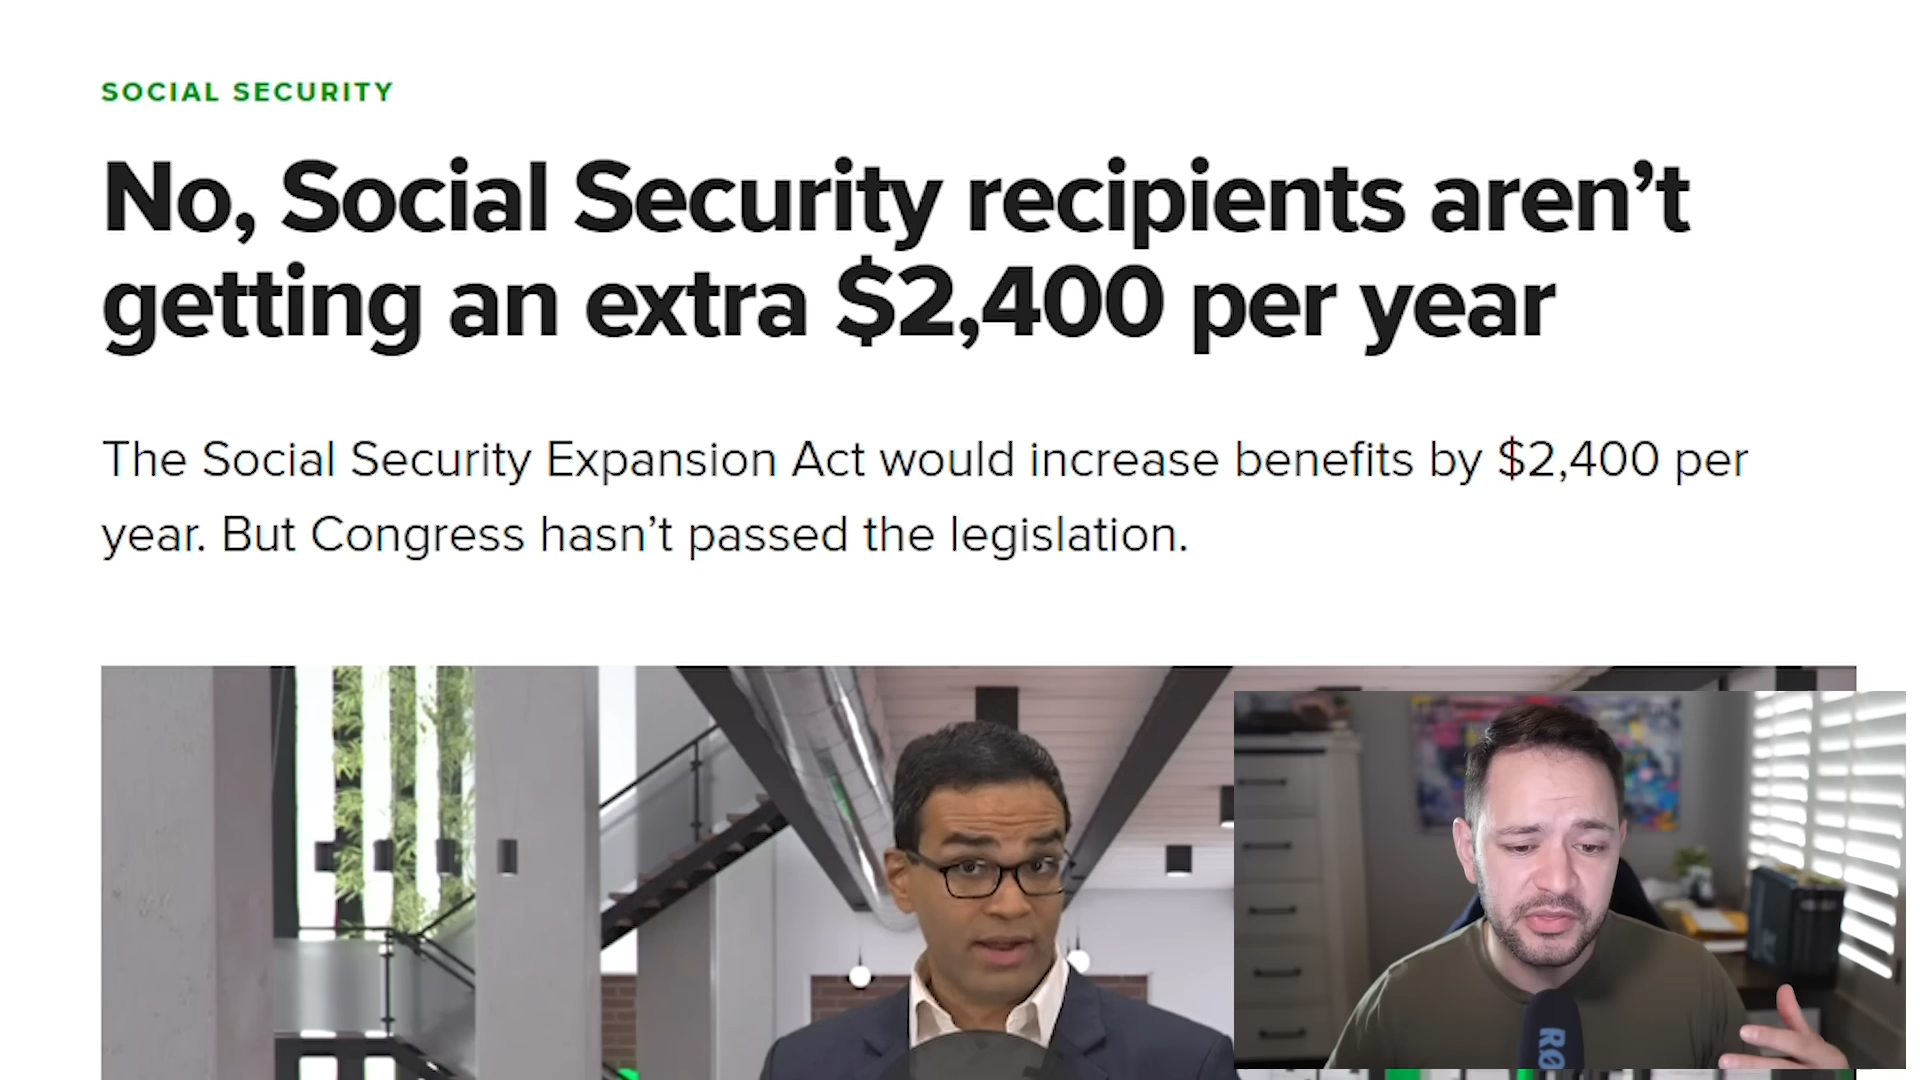 SOCIAL SECURITY
No, Social Security recipients aren’t
getting an extra $2,400 per year
The Social Security Expansion Act would increase benefits by $2,400 per
year. But Congress hasn’t passed the legislation.
RØ